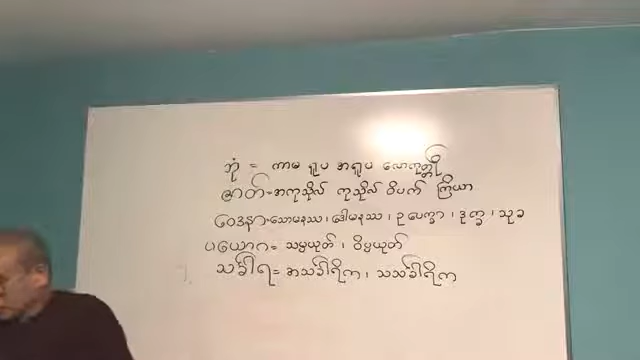 ဘုံ = ကာမ ရူပ အရူပ လောကုတ္တရို
ဇာတ်=အကုသိုလ် ကုသိုလ် ဝိပါက် ကြိယာ
ဝေဒနာ=သောမနဿ၊ ဒေါမနဿ၊ ဥပေက္ခာ၊ ဒုက္ခ၊ သုခ
ပယောဂ= သမ္ပယုတ်၊ ဝိပ္ပယုတ်
သင်္ခါရ= အသင်္ခါရိက၊ သသင်္ခါရိက